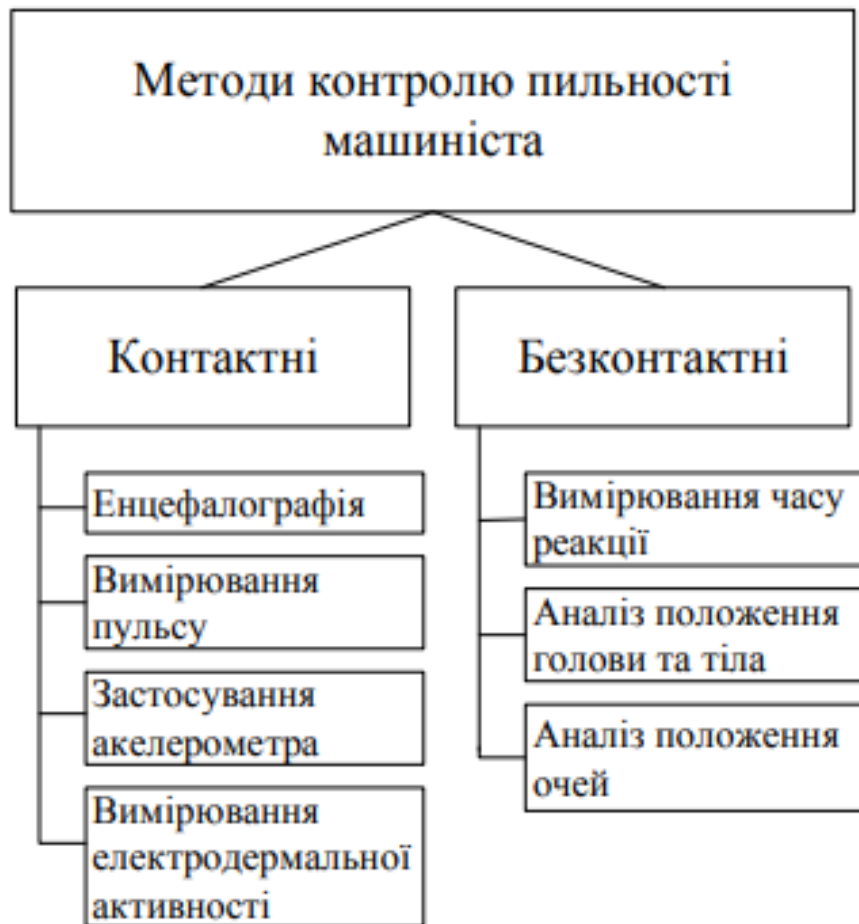 Методи контролю пильності
машиніста
Контактні
Енцефалографія
Вимірювання
пульсу
Застосування
акелерометра
Вимірювання
електродермальної
активності
Безконтактні
Вимірювання часу
реакції
Аналіз положення
голови та тіла
Аналіз положення
очей